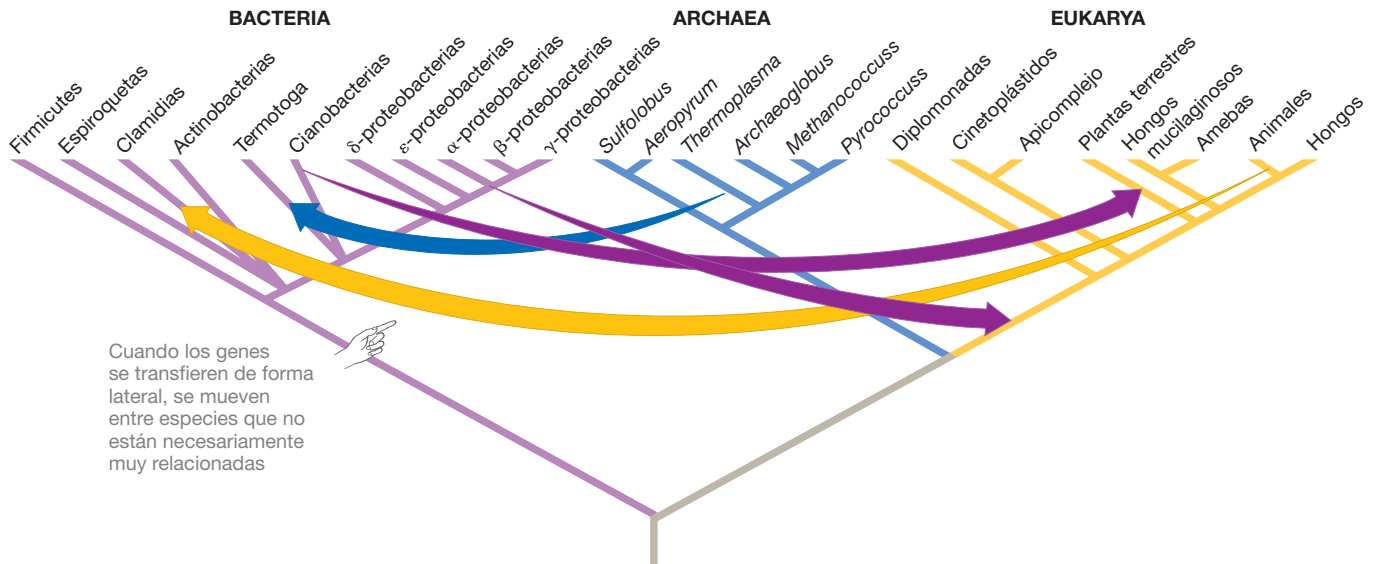 BACTERIA
ARCHAEA
EUKARYA
Firmicutes
Espiroquetas
Clamidias
Actinobacterias
Termotoga
Cianobacterias
δ-proteobacterias
ε-proteobacterias
α-proteobacterias
β-proteobacterias
γ-proteobacterias
Sulfolobus
Aeropyrum
Thermoplasma
Archaeoglobus
Methanococcuss
Pyrococcuss
Diplomonadas
Cinetoplástidos
Apicomplejo
Plantas terrestres
Hongos
mucilaginosos
Amebas
Animales
Hongos
Cuando los genes
se transfieren de forma
lateral, se mueven
entre especies que no
están necesariamente
muy relacionadas